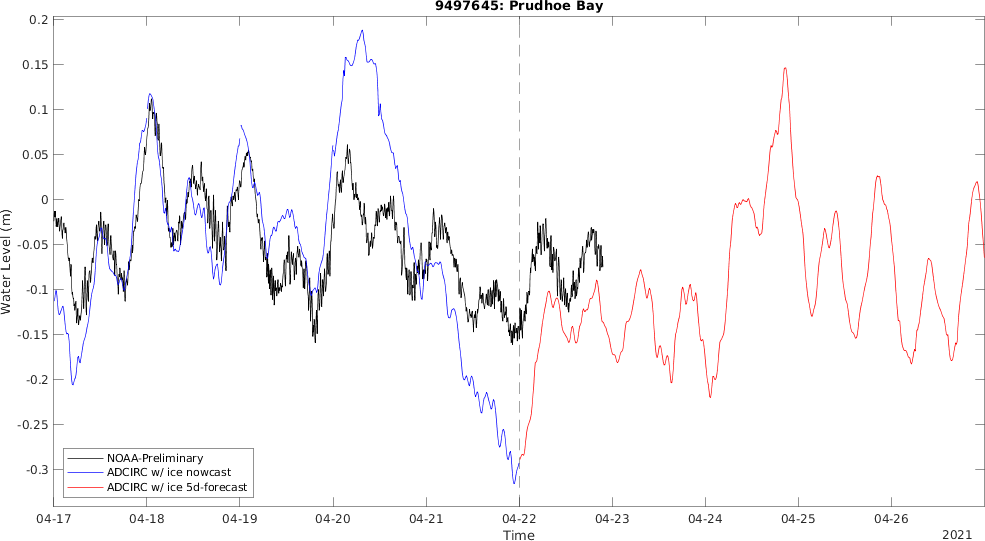 9497645: Prudhoe Bay
0.2
0.15
0.1
0.05
0
-0.05
-0.1
-0.15
-0.2
-0.25
-0.3
Water Level (m)
NOAA-Preliminary
ADCIRC w/ ice nowcast
ADCIRC w/ ice 5d-forecast
04-17 04-18 04-19 04-20 04-21 04-22 04-23 04-24 04-25 04-26
Time
2021